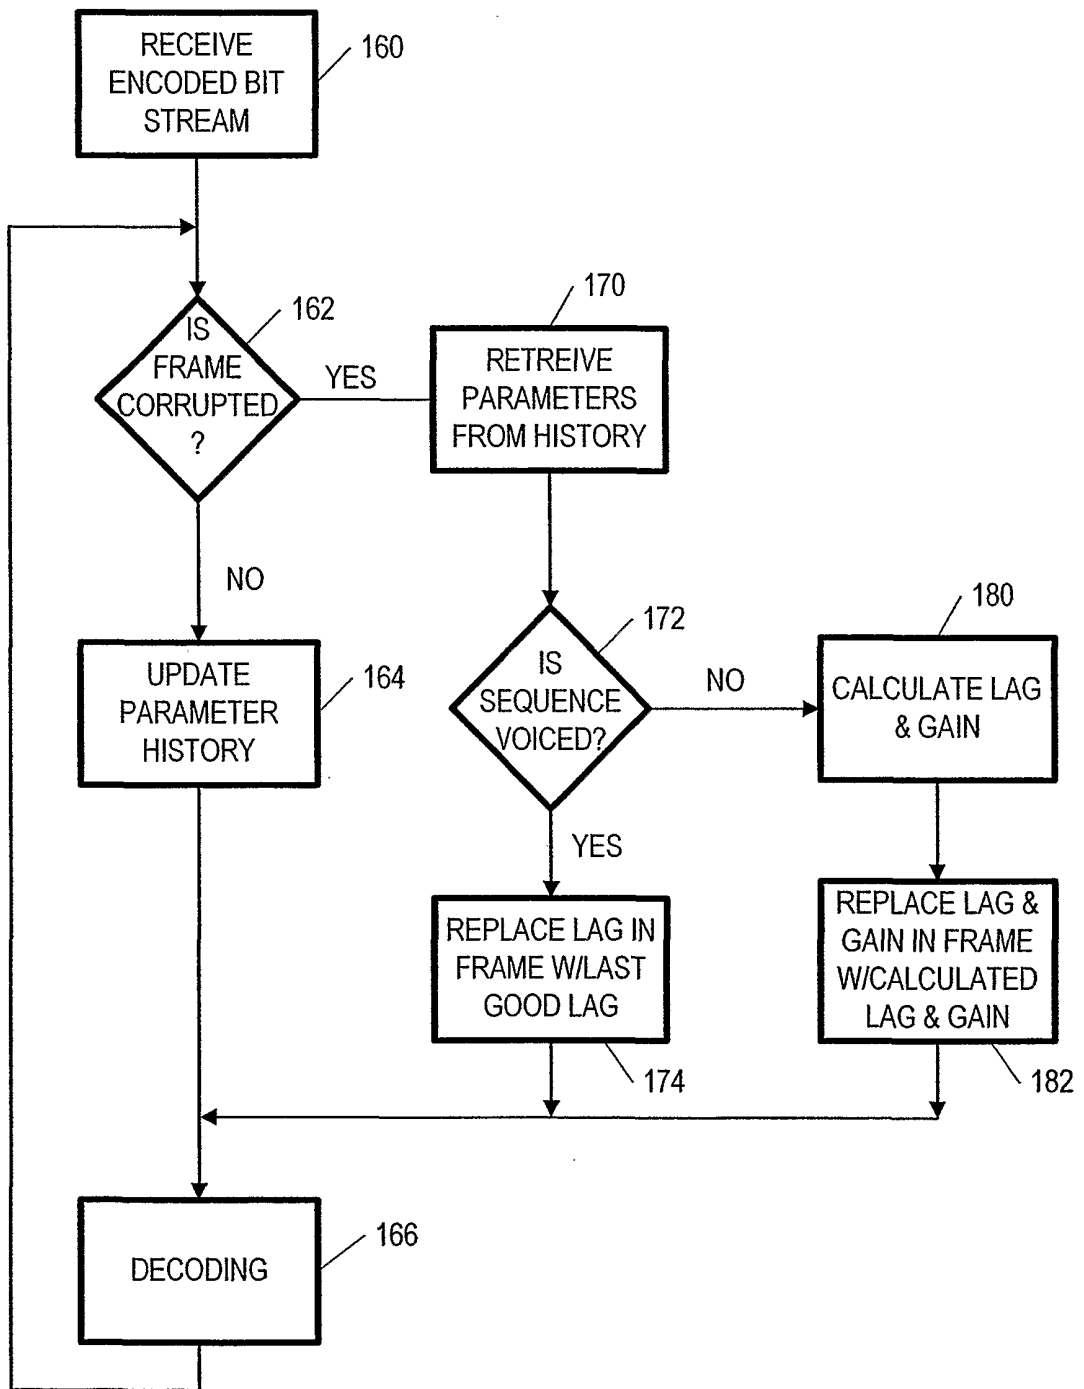 RECEIVE
ENCODED BIT
STREAM
160
IS
FRAME
CORRUPTED
?
162
YES
NO
170
RETREIVE
PARAMETERS
FROM HISTORY
UPDATE
PARAMETER
HISTORY
164
IS
SEQUENCE
VOICED?
172
NO
YES
180
CALCULATE LAG
& GAIN
REPLACE LAG IN
FRAME W/LAST
GOOD LAG
174
REPLACE LAG &
GAIN IN FRAME
W/CALCULATED
LAG & GAIN
182
DECODING
166